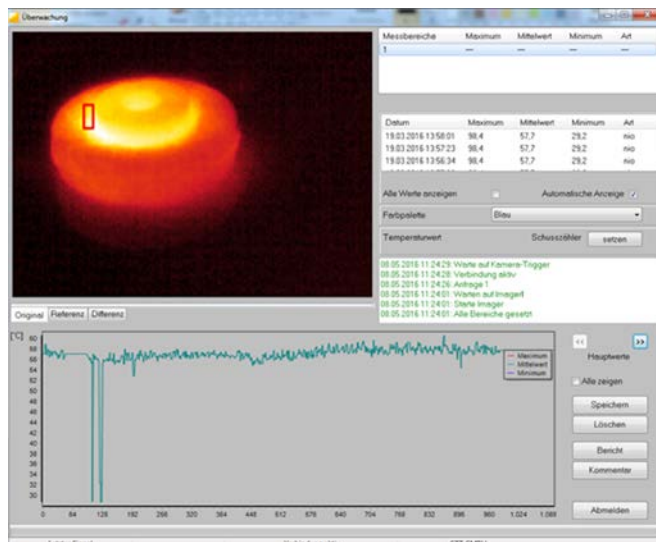 Überwachung
Messbereiche Maximum Mittelwert Minimum Art
1 --- --- --- ---
Datum Maximum Mittelwert Minimum Art
19.03.2016 13:58:01 98,4 57,7 29,2 nio
19.03.2016 13:57:23 98,4 57,7 29,2 nio
19.03.2016 13:56:34 98,4 57,7 29,2 nio
Alle Werte anzeigen Automatische Anzeige
Farbpalette Blau
Temperaturwert Schusszähler setzen
08.05.2016 11:24:29: Warte auf Kamera-Trigger
08.05.2016 11:24:28: Verbindung aktiv
08.05.2016 11:24:26: Anfrage 1
08.05.2016 11:24:01: Warten auf Imager!
08.05.2016 11:24:01: Starte Imager
08.05.2016 11:24:01: Alle Bereiche gesetzt
Original Referenz Differenz
[°C]
60 58 56 54 52 50 48 46 44 42 40 38 36 34 32 30
Maximum
Mittelwert
Minimum
0 64 128 192 256 320 384 448 512 576 640 704 768 832 896 960 1.024 1.088
<< >>
Hauptwerte
Alle zeigen
Speichern
Löschen
Bericht
Kommentar
Abmelden